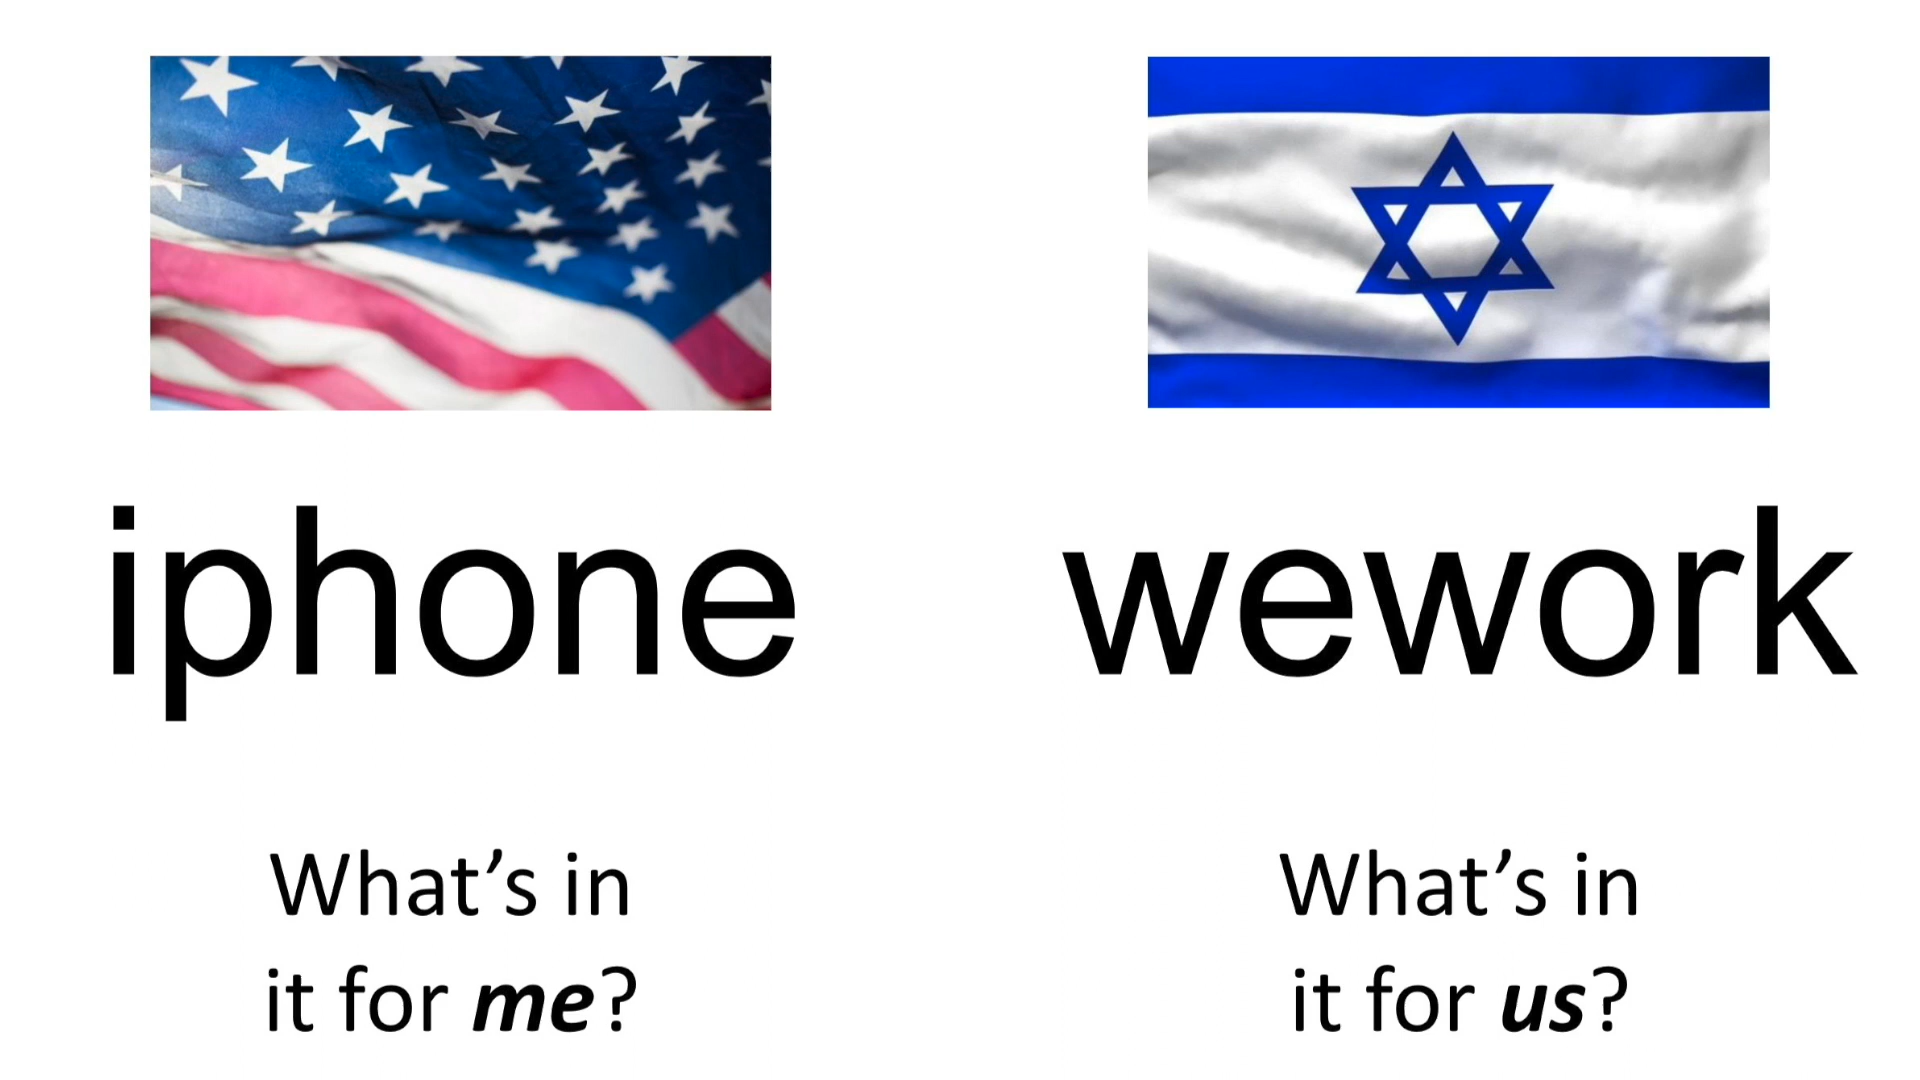 iphone
wework
What’s in
it for me?
What’s in
it for us?